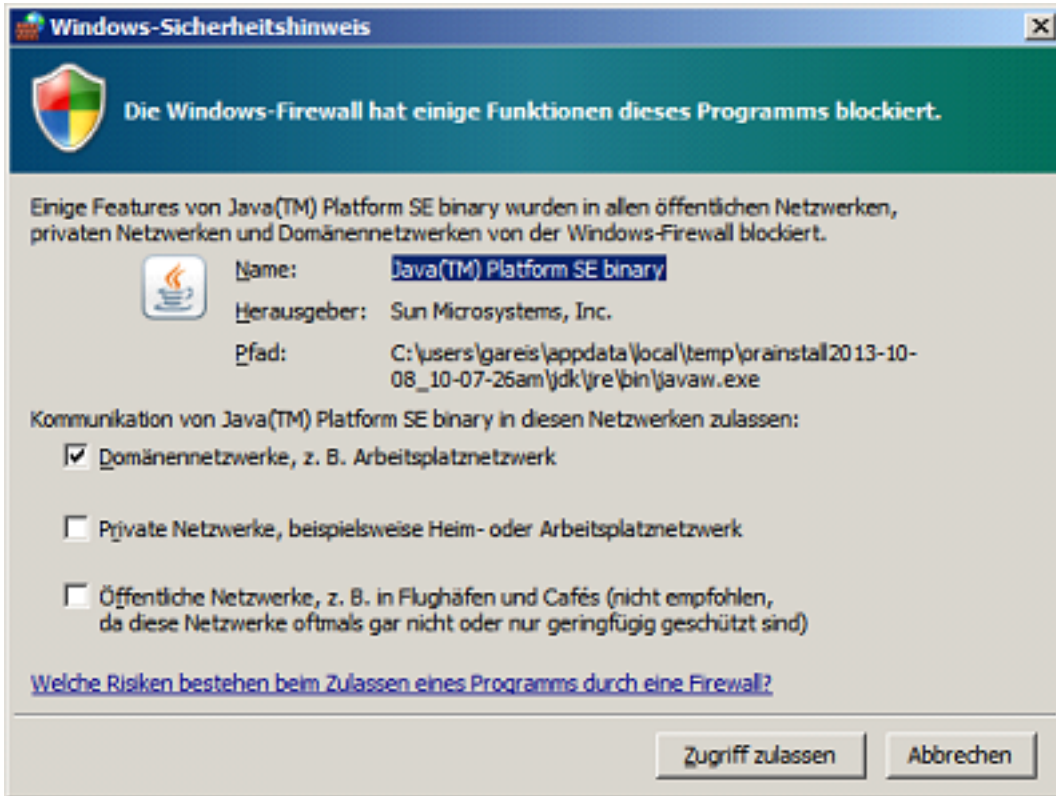 Windows-Sicherheitshinweis
Die Windows-Firewall hat einige Funktionen dieses Programms blockiert.
Einige Features von Java(TM) Platform SE binary wurden in allen öffentlichen Netzwerken,
privaten Netzwerken und Domänennetzwerken von der Windows-Firewall blockiert.
Name: Java(TM) Platform SE binary
Herausgeber: Sun Microsystems, Inc.
Pfad: C:\users\gareis\appdata\local\temp\orainstall2013-10-
08_10-07-26am\jdk\jre\bin\javaw.exe
Kommunikation von Java(TM) Platform SE binary in diesen Netzwerken zulassen:
Domänennetzwerke, z. B. Arbeitsplatznetzwerk
Private Netzwerke, beispielsweise Heim- oder Arbeitsplatznetzwerk
Öffentliche Netzwerke, z. B. in Flughäfen und Cafés (nicht empfohlen,
da diese Netzwerke oftmals gar nicht oder nur geringfügig geschützt sind)
Welche Risiken bestehen beim Zulassen eines Programms durch eine Firewall?
Zugriff zulassen Abbrechen